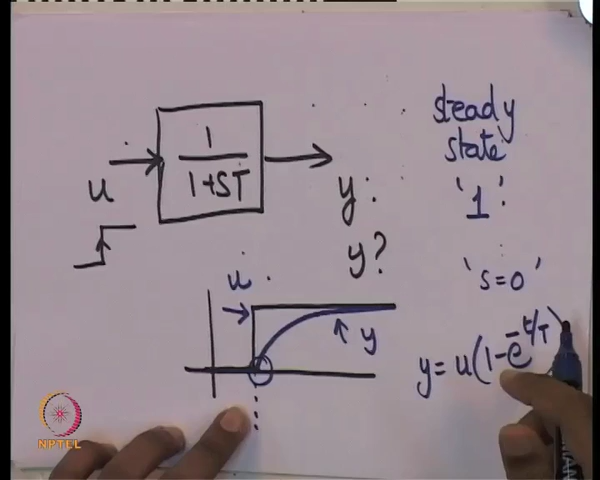 1
1+ST
u
y:
y?
steady
state
'1':
's=0'
u
y
y=u(1-e^-t/T)
NPTEL